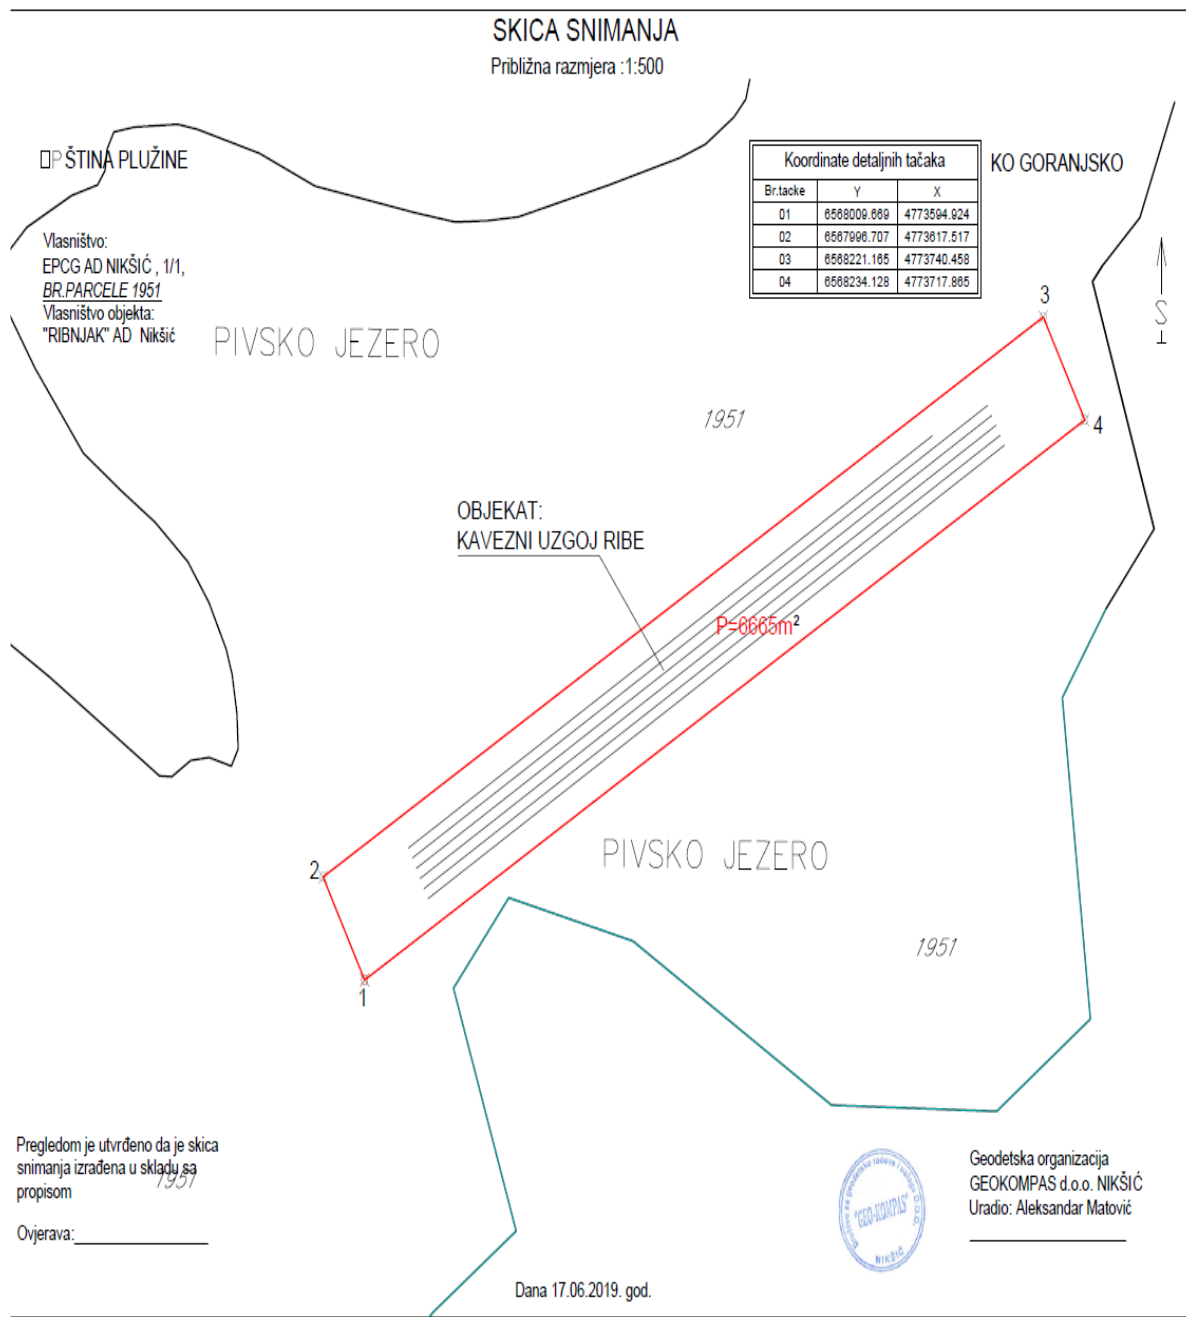 SKICA SNIMANJA
Približna razmjera :1:500
PŠTINA PLUŽINE
Koordinate detaljnih tačaka
Br.tacke Y X
01 6568009.669 4773594.924
02 6567996.707 4773617.517
03 6568221.165 4773740.458
04 6568234.128 4773717.865
KO GORANJSKO
Vlasništvo:
EPCG AD NIKŠIĆ , 1/1,
BR.PARCELE 1951
Vlasništvo objekta:
"RIBNJAK" AD Nikšić
PIVSKO JEZERO
S
3
1951
4
OBJEKAT:
KAVEZNI UZGOJ RIBE
P=6665m²
2
PIVSKO JEZERO
1951
1
Pregledom je utvrđeno da je skica
snimanja izrađena u skladu sa
propisom
1951
Ovjerava:
"GEO-KOMPAS"
NIKŠIĆ
Geodetska organizacija
GEOKOMPAS d.o.o. NIKŠIĆ
Uradio: Aleksandar Matović
Dana 17.06.2019. god.